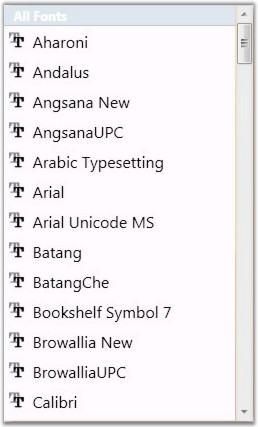 All Fonts
Aharoni
Andalus
Angsana New
AngsanaUPC
Arabic Typesetting
Arial
Arial Unicode MS
Batang
BatangChe
Bookshelf Symbol 7
Browallia New
BrowalliaUPC
Calibri